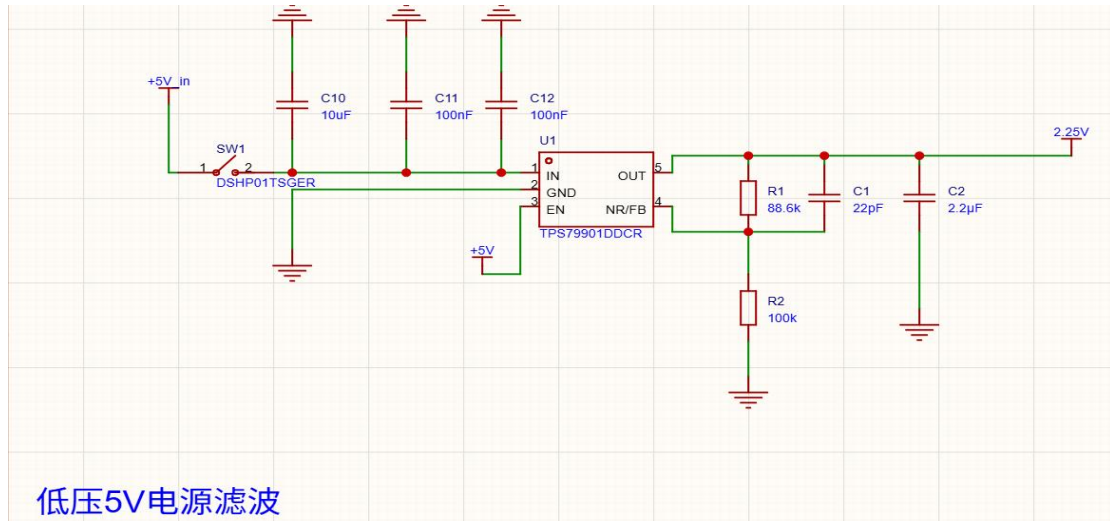 +5V_in
C10
10uF
C11
100nF
C12
100nF
SW1
1
2
DSHP01TSGER
U1
1
IN
2
GND
3
EN
OUT
5
NR/FB
4
TPS79901DDCR
+5V
R1
88.6k
C1
22pF
C2
2.2µF
2.25V
R2
100k
低压5V电源滤波